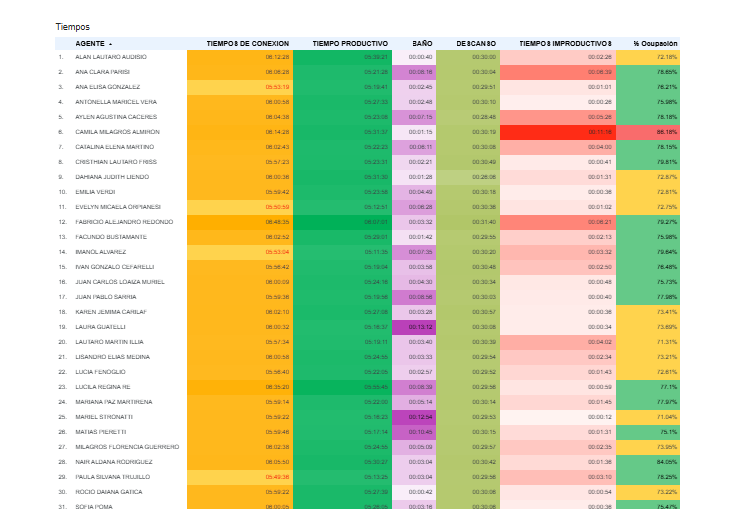 Tiempos
AGENTE TIEMPOS DE CONEXION TIEMPO PRODUCTIVO BAÑO DESCANSO TIEMPOS IMPRODUCTIVOS % Ocupación
1. ALAN LAUTARO AUDISIO 06:12:28 05:39:27 00:00:40 00:30:00 00:02:28 72.16%
2. ANA CLARA PARISI 06:06:28 05:21:28 00:08:16 00:30:04 00:06:39 78.65%
3. ANA ELISA GONZALEZ 05:53:19 05:19:41 00:02:45 00:29:51 00:01:01 76.21%
4. ANTONELLA MARICEL VERA 06:00:58 05:27:33 00:02:48 00:30:10 00:00:26 75.98%
5. AYLEN AGUSTINA CACERES 06:04:38 05:23:08 00:07:15 00:28:48 00:05:28 78.18%
6. CAMILA MILAGROS ALMIRON 06:14:28 05:31:37 00:01:15 00:30:19 00:11:16 68.18%
7. CATALINA ELENA MARTINO 06:02:43 05:22:23 00:06:11 00:30:08 00:04:00 78.15%
8. CRISTHIAN LAUTARO FRISS 05:57:23 05:23:31 00:02:21 00:30:49 00:00:41 79.81%
9. DAHIANA JUDITH LIENDO 06:00:36 05:31:30 00:01:28 00:26:06 00:01:31 72.87%
10. EMILIA VERDI 05:59:42 05:23:58 00:04:49 00:30:18 00:00:36 72.81%
11. EVELYN MICAELA ORPIANESI 05:50:59 05:12:51 00:06:28 00:30:36 00:01:02 72.75%
12. FABRICIO ALEJANDRO REDONDO 06:48:35 06:07:01 00:03:32 00:31:40 00:06:21 79.27%
13. FACUNDO BUSTAMANTE 06:02:52 05:29:01 00:01:42 00:29:55 00:02:13 75.98%
14. IMANOL ALVAREZ 05:53:04 05:11:35 00:07:35 00:30:20 00:03:32 79.64%
15. IVAN GONZALO CEFARELLI 05:56:42 05:19:04 00:03:58 00:30:48 00:02:50 76.48%
16. JUAN CARLOS LOAIZA MURIEL 06:00:09 05:24:16 00:04:30 00:30:34 00:00:48 75.73%
17. JUAN PABLO SARRIA 05:59:36 05:19:56 00:08:56 00:30:03 00:00:40 77.98%
18. KAREN JEMIMA CARILAF 06:02:10 05:27:08 00:03:28 00:30:57 00:00:36 73.41%
19. LAURA GUATELLI 06:00:32 05:16:37 00:13:12 00:30:08 00:00:34 73.69%
20. LAUTARO MARTIN ILLIA 05:57:34 05:19:11 00:03:40 00:30:39 00:04:02 71.31%
21. LISANDRO ELIAS MEDINA 06:00:58 05:24:56 00:03:33 00:29:54 00:02:34 73.21%
22. LUCIA FENOGLIO 05:56:40 05:22:05 00:02:57 00:29:52 00:01:43 72.61%
23. LUCILA REGINA RE 06:35:20 05:55:45 00:08:39 00:29:56 00:00:59 77.1%
24. MARIANA PAZ MARTIRENA 05:59:14 05:22:00 00:05:14 00:30:14 00:01:45 77.97%
25. MARIEL STRONATTI 05:59:22 05:16:23 00:12:54 00:29:53 00:00:12 71.04%
26. MATIAS PIERETTI 05:59:48 05:17:14 00:10:45 00:30:15 00:01:31 75.1%
27. MILAGROS FLORENCIA GUERRERO 06:02:38 05:24:55 00:05:09 00:29:57 00:02:35 73.95%
28. NAIR ALDANA RODRIGUEZ 06:05:50 05:30:27 00:03:04 00:30:42 00:01:36 84.05%
29. PAULA SILVANA TRUJILLO 05:49:38 05:13:25 00:03:04 00:29:58 00:03:10 78.25%
30. ROCIO DAIANA GATICA 05:59:22 05:27:39 00:00:42 00:30:06 00:00:54 73.22%
31. SOFIA POMA 06:00:05 05:26:05 00:03:16 00:30:06 00:00:36 75.47%